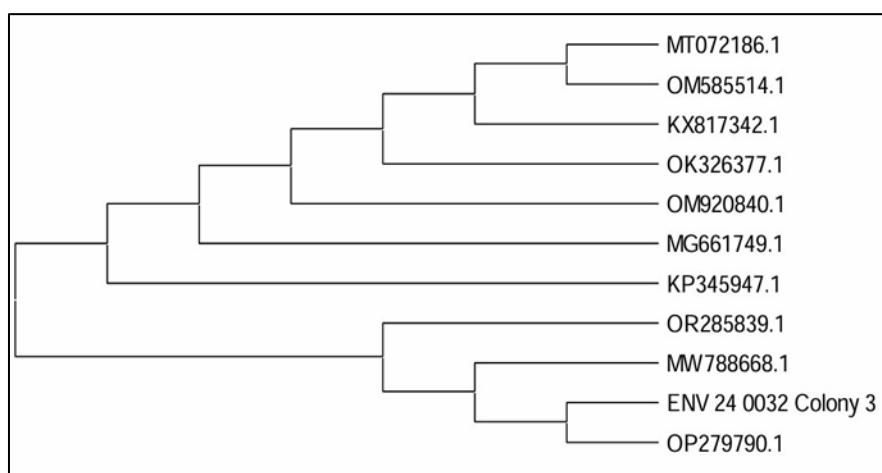 MT072186.1
OM585514.1
KX817342.1
OK326377.1
OM920840.1
MG661749.1
KP345947.1
OR285839.1
MW788668.1
ENV 24 0032 Colony 3
OP279790.1